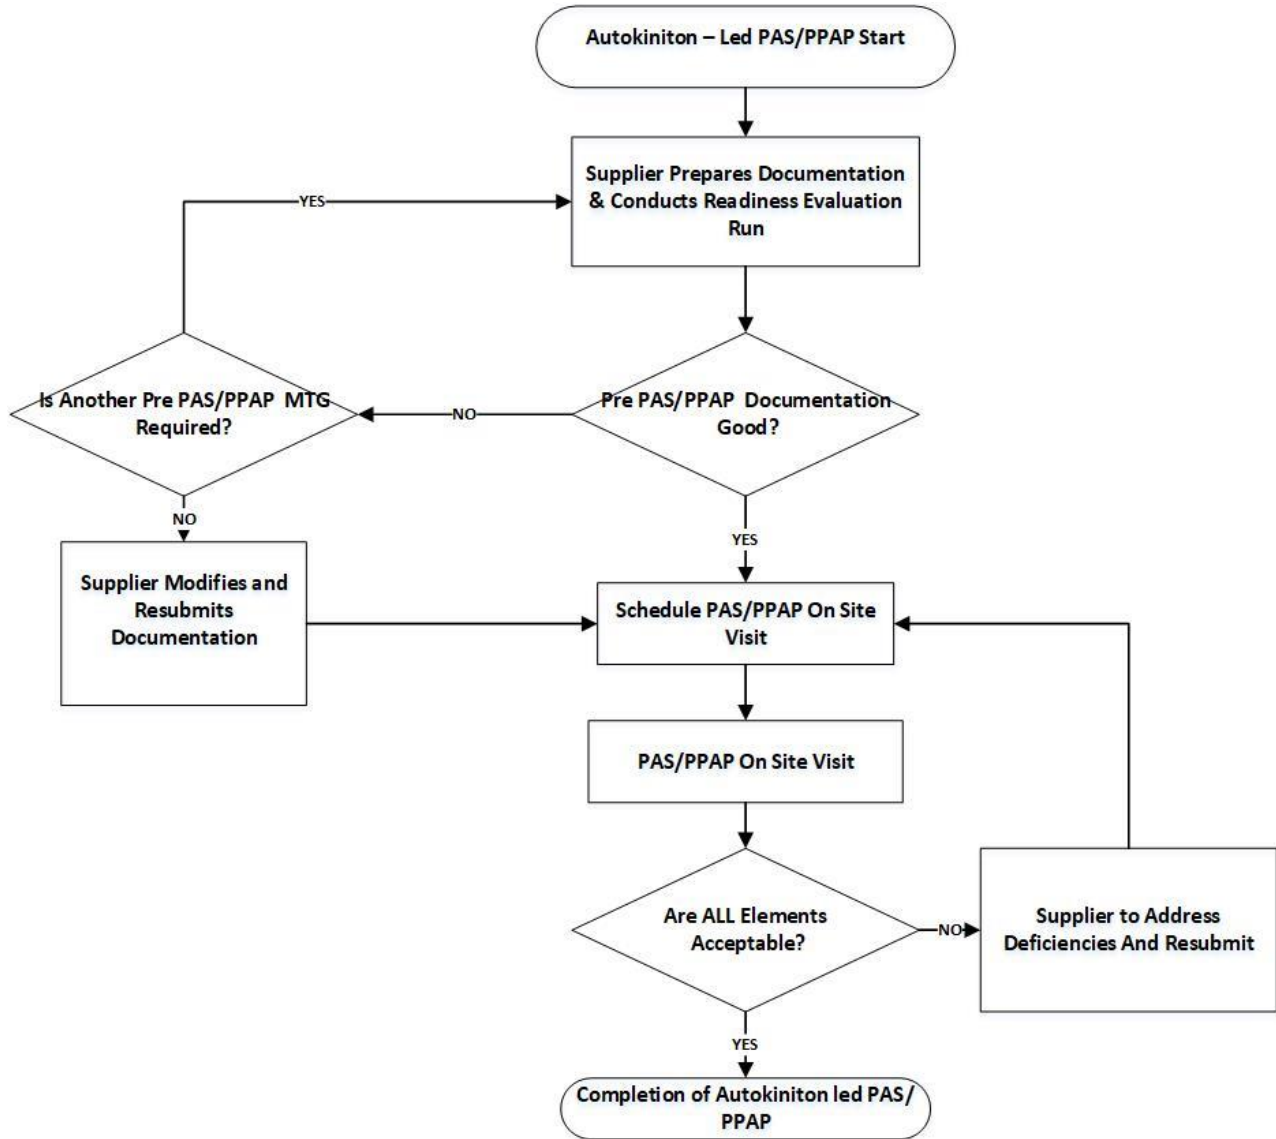 Autokiniton – Led PAS/PPAP Start
Supplier Prepares Documentation
& Conducts Readiness Evaluation
Run
YES
Is Another Pre PAS/PPAP MTG
Required?
NO
Pre PAS/PPAP Documentation
Good?
NO
YES
Supplier Modifies and
Resubmits
Documentation
Schedule PAS/PPAP On Site
Visit
PAS/PPAP On Site Visit
Are ALL Elements
Acceptable?
NO
Supplier to Address
Deficiencies And Resubmit
YES
Completion of Autokiniton led PAS/
PPAP